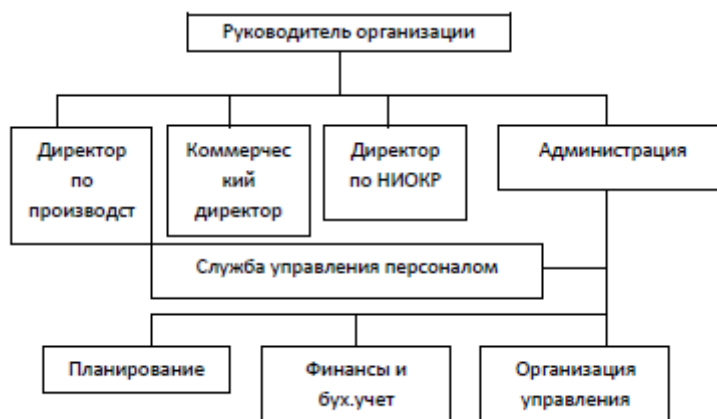 Руководитель организации
Директор
по
производст
Коммерчес
кий
директор
Директор
по НИОКР
Администрация
Служба управления персоналом
Планирование
Финансы и
бух.учет
Организация
управления